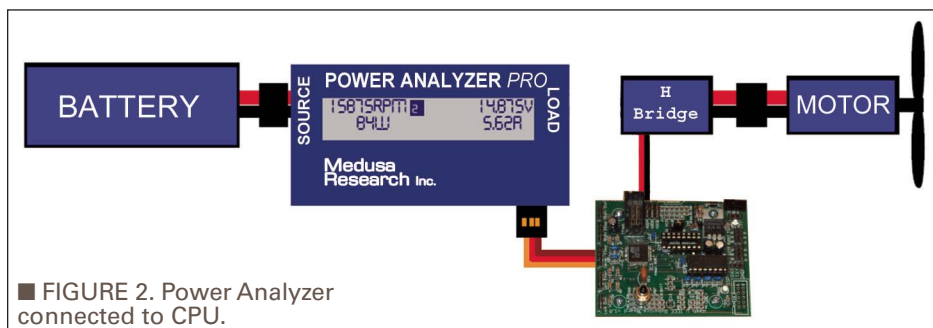 BATTERY
SOURCE
POWER ANALYZER PRO
15875RPM 2 14.875V
84W 5.62A
LOAD
Medusa
Research Inc.
H
Bridge
MOTOR
■ FIGURE 2. Power Analyzer
connected to CPU.